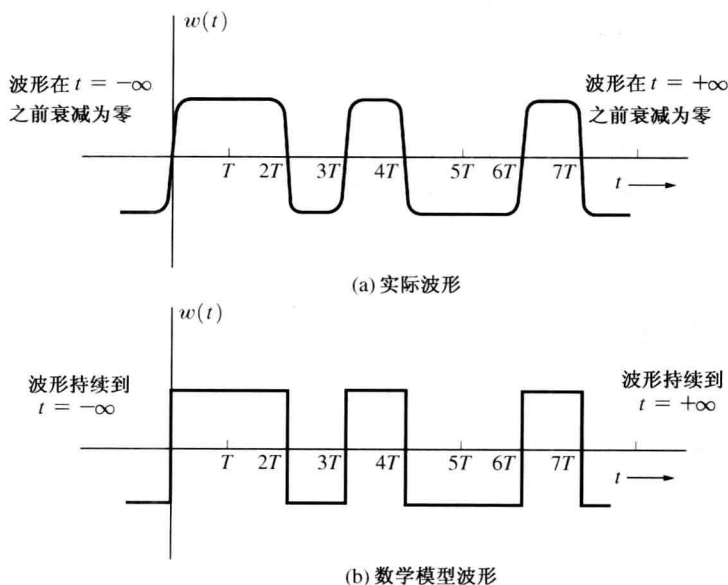 w(t)
波形在 t = −∞
之前衰减为零
波形在 t = +∞
之前衰减为零
T 2T 3T 4T 5T 6T 7T t
(a) 实际波形
w(t)
波形持续到
t = −∞
波形持续到
t = +∞
T 2T 3T 4T 5T 6T 7T t
(b) 数学模型波形